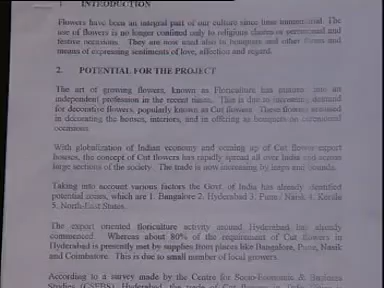 1. INTRODUCTION
Flowers have been an integral part of our culture since time immemorial. The
use of flowers is no longer confined only to religious chores or ceremonial and
festive occasions. They are now used also in bouquets and other forms and
means of expressing sentiments of love, affection and regard.
2. POTENTIAL FOR THE PROJECT
The art of growing flowers, known as Floriculture has emerged into an
independent profession in the recent times. This is due to increasing demand
for decorative flowers, popularly known as Cut flowers. These flowers are used
in decorating the houses, interiors, and in offering as bouquets on ceremonial
occasions.
With globalization of Indian economy and coming up of Cut flower export
houses, the concept of Cut flowers has rapidly spread all over India and across
large sections of the society. The trade is now increasing by leaps and bounds.
Taking into account various factors the Govt. of India has already identified
potential zones, which are 1. Bangalore 2. Hyderabad 3. Pune / Nasik 4. Kerala
5. North-East States.
The export oriented floriculture activity around Hyderabad has already
commenced. Whereas about 80% of the requirement of Cut flowers in
Hyderabad is presently met by supplies from places like Bangalore, Pune, Nasik
and Coimbatore. This is due to small number of local growers.
According to a survey made by the Centre for Socio-Economic & Business
Studies (CSEBS), Hyderabad, the trade of Cut flowers in